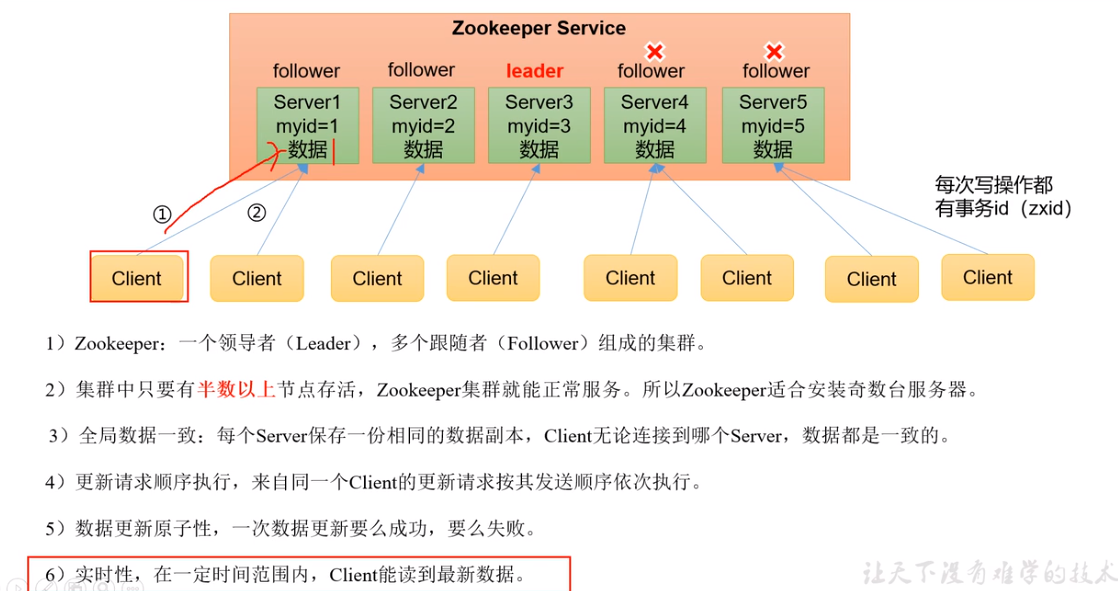 Zookeeper Service
follower follower leader follower follower
Server1 Server2 Server3 Server4 Server5
myid=1 myid=2 myid=3 myid=4 myid=5
数据 数据 数据 数据 数据
每次写操作都
有事务id（zxid）
① ②
Client Client Client Client Client Client Client Client
1）Zookeeper：一个领导者（Leader），多个跟随者（Follower）组成的集群。
2）集群中只要有半数以上节点存活，Zookeeper集群就能正常服务。所以Zookeeper适合安装奇数台服务器。
3）全局数据一致：每个Server保存一份相同的数据副本，Client无论连接到哪个Server，数据都是一致的。
4）更新请求顺序执行，来自同一个Client的更新请求按其发送顺序依次执行。
5）数据更新原子性，一次数据更新要么成功，要么失败。
6）实时性，在一定时间范围内，Client能读到最新数据。
让天下没有难学的技术